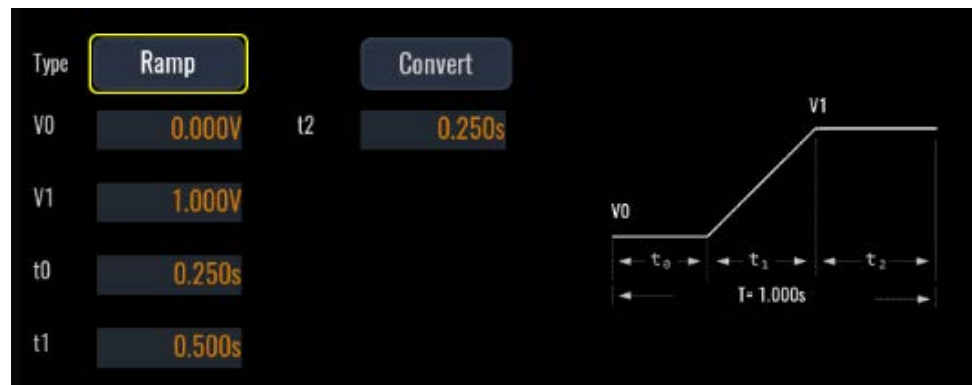 Type Ramp Convert
V0 0.000V t2 0.250s
V1 1.000V
t0 0.250s
t1 0.500s
V1
V0
t₀ t₁ t₂
T= 1.000s